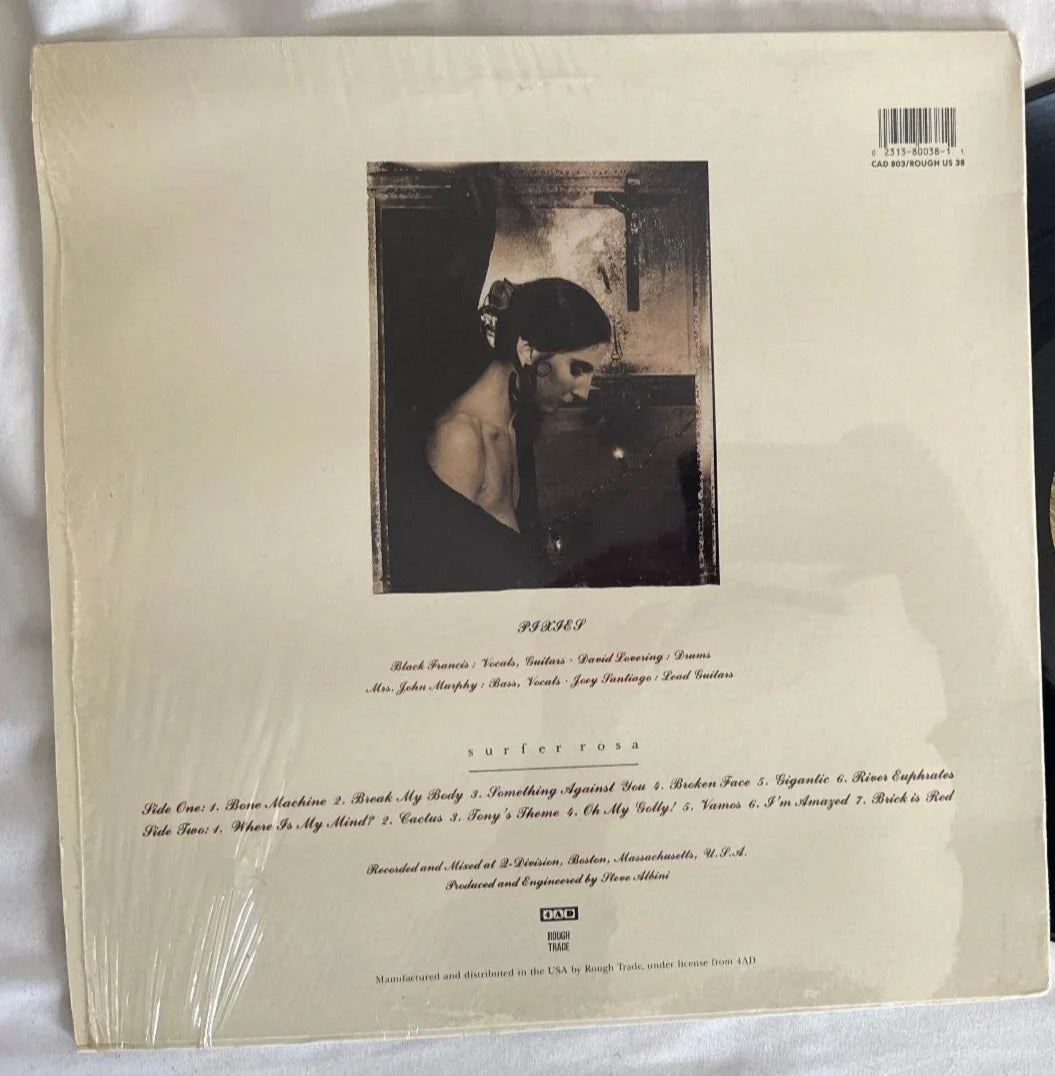 0 2313-80038-1 1
CAD 803/ROUGH US 38
PIXIES
Black Francis : Vocals, Guitars · David Lovering : Drums
Mrs. John Murphy : Bass, Vocals · Joey Santiago : Lead Guitars
surfer rosa
Side One: 1. Bone Machine 2. Break My Body 3. Something Against You 4. Broken Face 5. Gigantic 6. River Euphrates
Side Two: 1. Where Is My Mind? 2. Cactus 3. Tony's Theme 4. Oh My Golly! 5. Vamos 6. I'm Amazed 7. Brick is Red
Recorded and Mixed at Q-Division, Boston, Massachusetts, U.S.A.
Produced and Engineered by Steve Albini
4AD
ROUGH
TRADE
Manufactured and distributed in the USA by Rough Trade, under license from 4AD